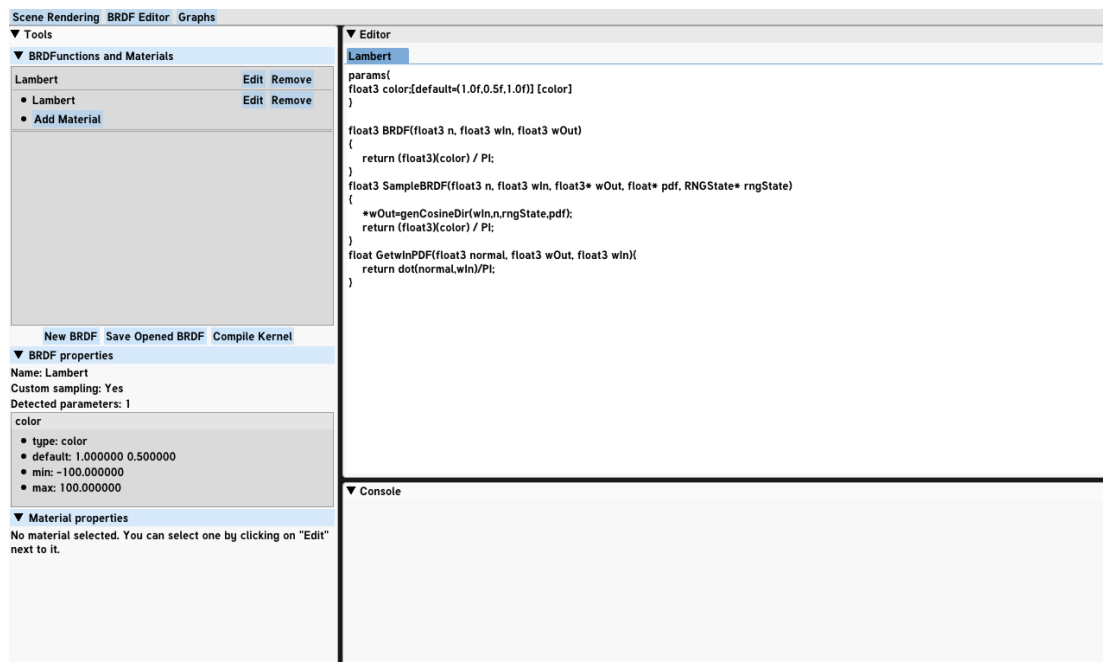 Scene Rendering BRDF Editor Graphs
▼ Tools
▼ BRDFunctions and Materials
Lambert Edit Remove
• Lambert Edit Remove
• Add Material
New BRDF Save Opened BRDF Compile Kernel
▼ BRDF properties
Name: Lambert
Custom sampling: Yes
Detected parameters: 1
color
• type: color
• default: 1.000000 0.500000
• min: -100.000000
• max: 100.000000
▼ Material properties
No material selected. You can select one by clicking on "Edit"
next to it.
▼ Editor
Lambert
params{
float3 color;[default=(1.0f,0.5f,1.0f)] [color]
}
float3 BRDF(float3 n, float3 wIn, float3 wOut)
{
return (float3)(color) / PI;
}
float3 SampleBRDF(float3 n, float3 wIn, float3* wOut, float* pdf, RNGState* rngState)
{
*wOut=genCosineDir(wIn,n,rngState,pdf);
return (float3)(color) / PI;
}
float GetwInPDF(float3 normal, float3 wOut, float3 wIn){
return dot(normal,wIn)/PI;
}
▼ Console